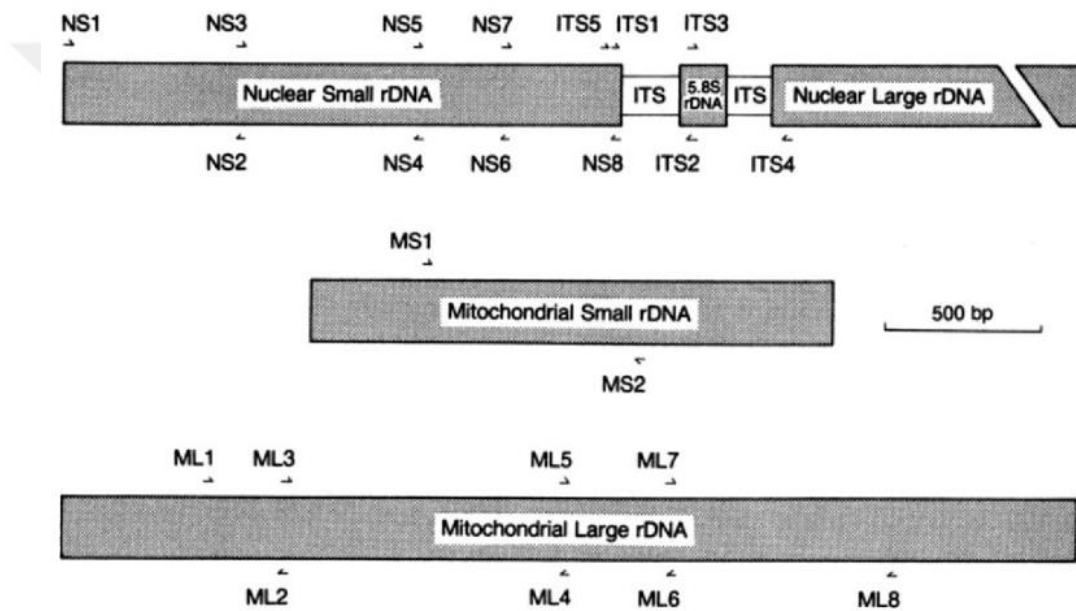 NS1 NS3 NS5 NS7 ITS5 ITS1 ITS3
Nuclear Small rDNA ITS 5.8S rDNA ITS Nuclear Large rDNA
NS2 NS4 NS6 NS8 ITS2 ITS4
MS1
Mitochondrial Small rDNA
500 bp
MS2
ML1 ML3 ML5 ML7
Mitochondrial Large rDNA
ML2 ML4 ML6 ML8